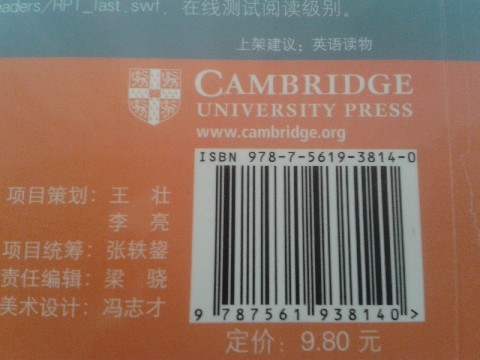 eaders/RPT_last.swf，在线测试阅读级别。
上架建议：英语读物
CAMBRIDGE
UNIVERSITY PRESS
www.cambridge.org
ISBN 978-7-5619-3814-0
项目策划：王 壮
李 亮
项目统筹：张轶鋆
责任编辑：梁 骁
美术设计：冯志才
9 787561 938140 >
定价：9.80 元